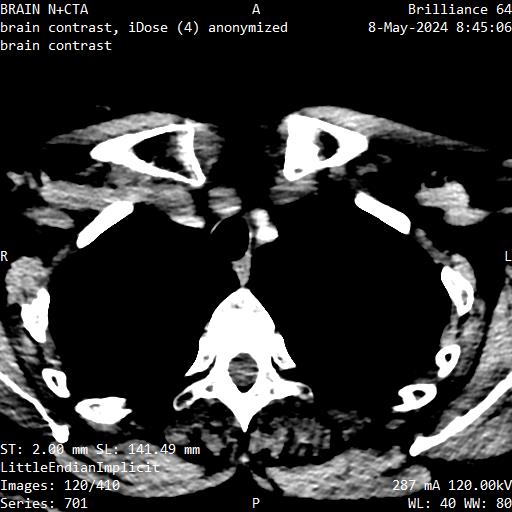 BRAIN N+CTA
A
Brilliance 64
brain contrast, iDose (4) anonymized
8-May-2024 8:45:06
brain contrast
R
L
ST: 2.00 mm SL: 141.49 mm
LittleEndianImplicit
Images: 120/410
287 mA 120.00kV
Series: 701
P
WL: 40 WW: 80